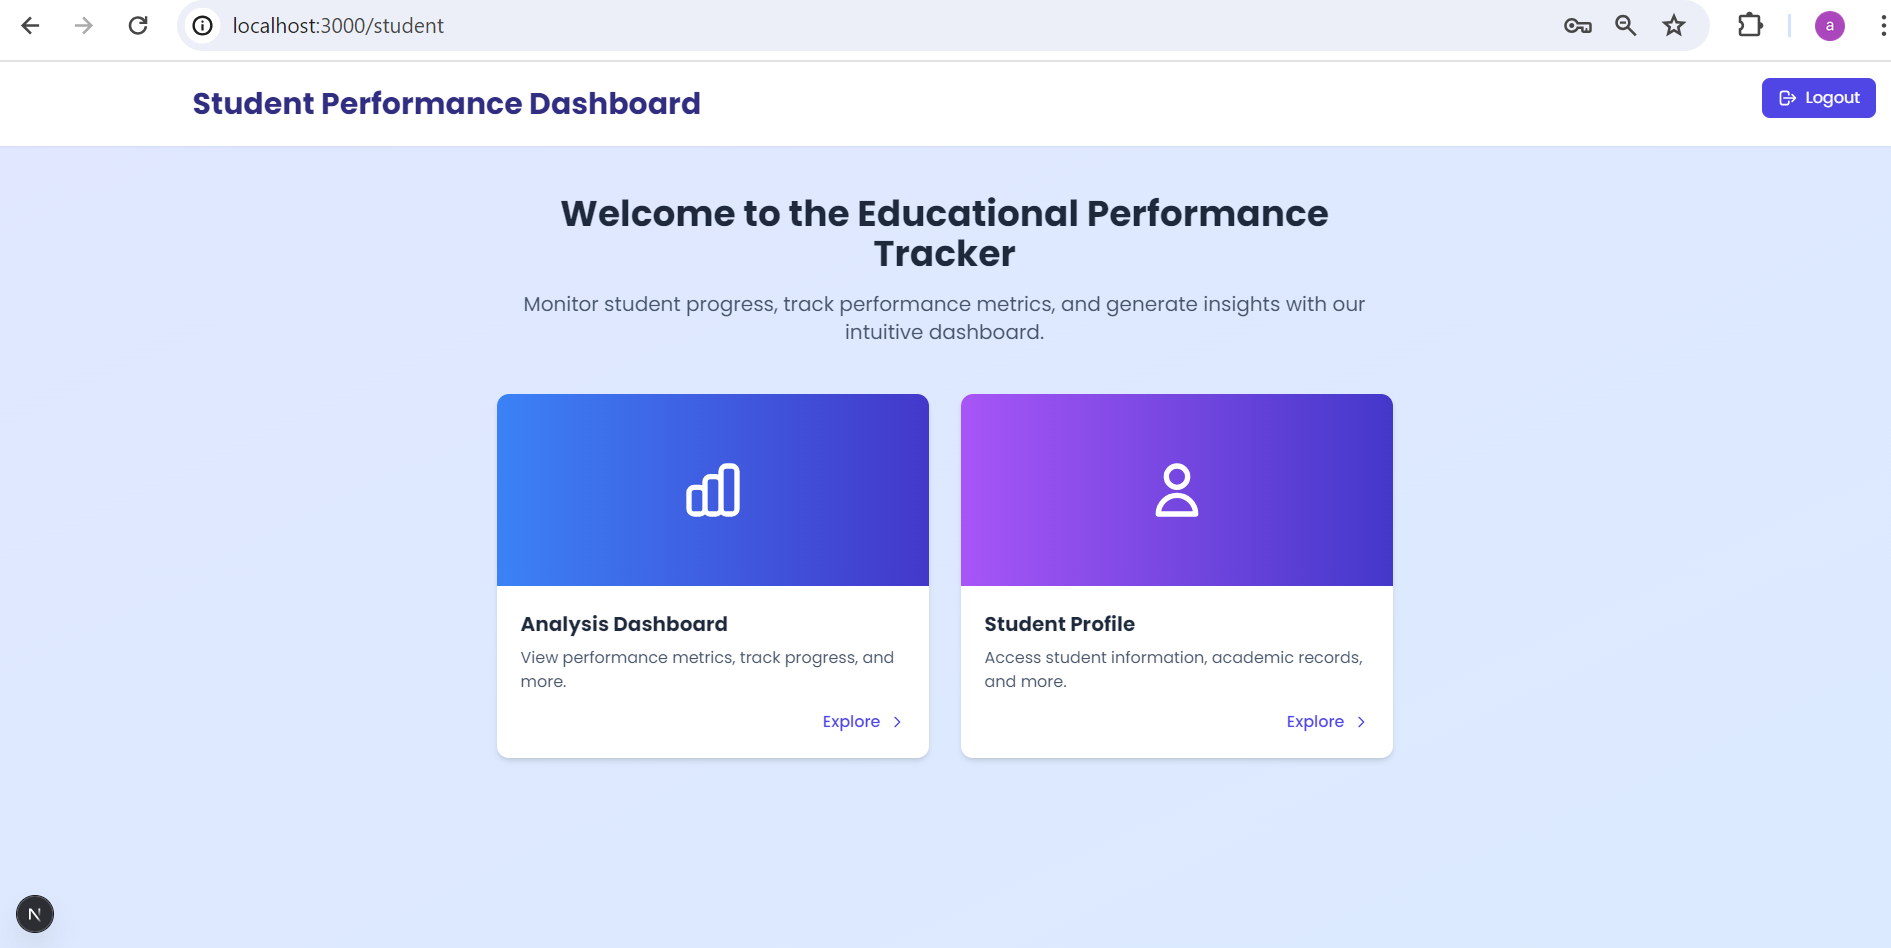 localhost:3000/student
a
Student Performance Dashboard
Logout
Welcome to the Educational Performance
Tracker
Monitor student progress, track performance metrics, and generate insights with our
intuitive dashboard.
Analysis Dashboard
View performance metrics, track progress, and
more.
Explore
Student Profile
Access student information, academic records,
and more.
Explore
N